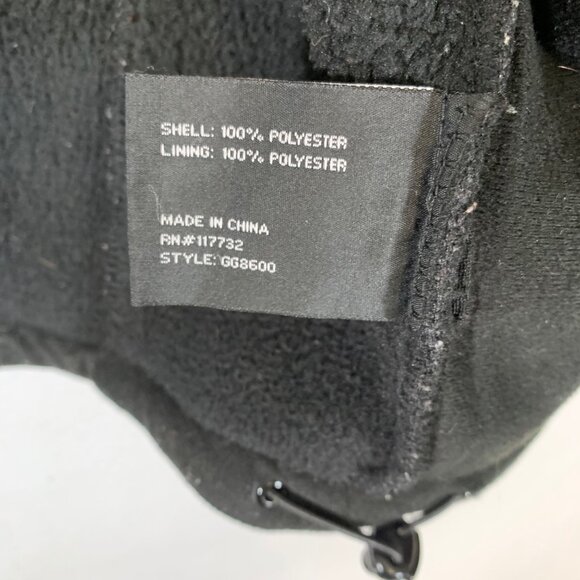 SHELL: 100% POLYESTER
LINING: 100% POLYESTER
MADE IN CHINA
RN#117732
STYLE: GG8600